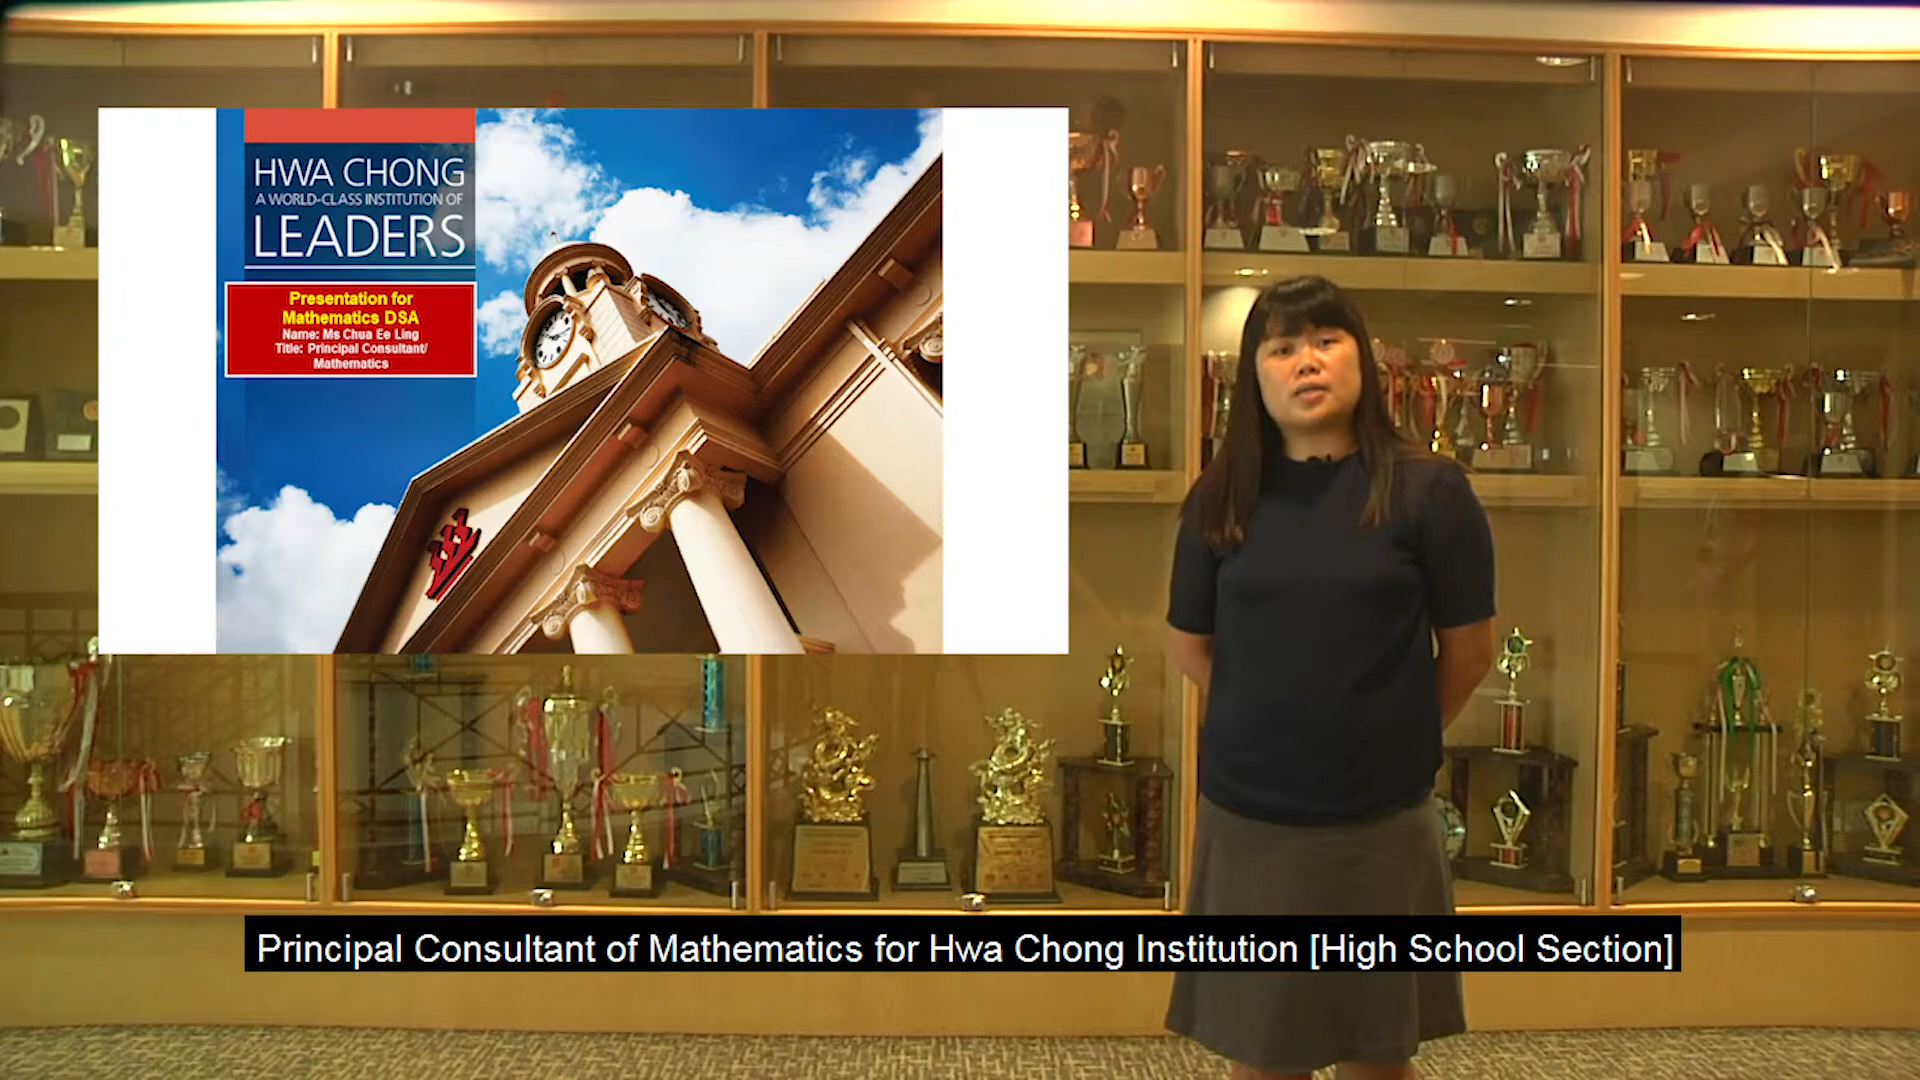 HWA CHONG
A WORLD-CLASS INSTITUTION OF
LEADERS
Presentation for
Mathematics DSA
Name: Ms Chua Ee Ling
Title: Principal Consultant/
Mathematics
Principal Consultant of Mathematics for Hwa Chong Institution [High School Section]